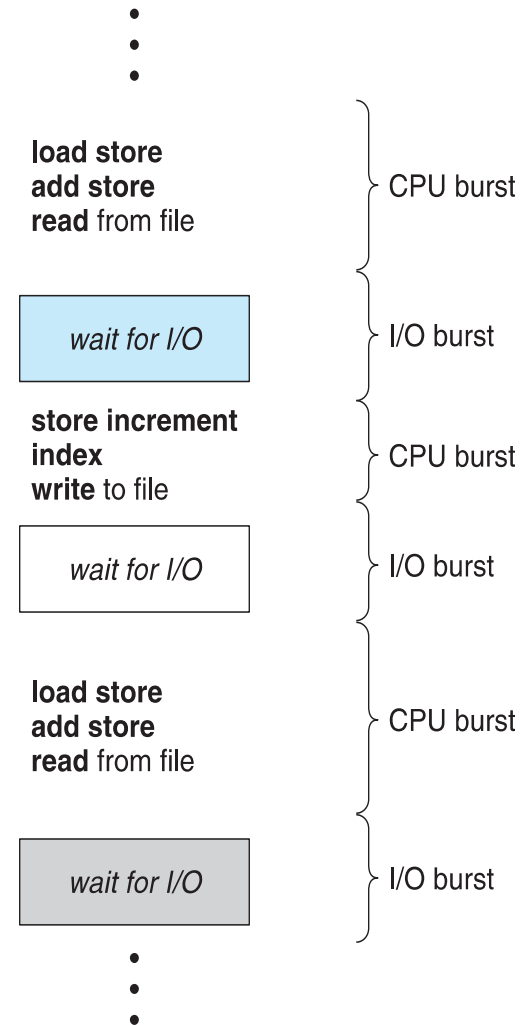 load store
add store
read from file
CPU burst
wait for I/O
I/O burst
store increment
index
write to file
CPU burst
wait for I/O
I/O burst
load store
add store
read from file
CPU burst
wait for I/O
I/O burst